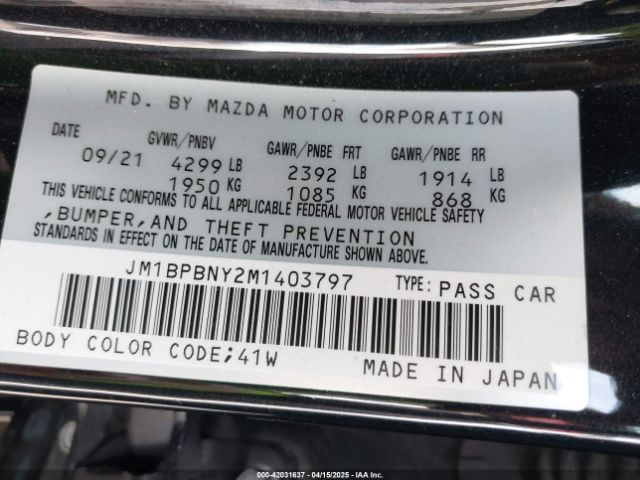 MFD. BY MAZDA MOTOR CORPORATION
DATE GVWR/PNBV GAWR/PNBE FRT GAWR/PNBE RR
09/21 4299 LB 2392 LB 1914 LB
1950 KG 1085 KG 868 KG
THIS VEHICLE CONFORMS TO ALL APPLICABLE FEDERAL MOTOR VEHICLE SAFETY
,BUMPER,AND THEFT PREVENTION
STANDARDS IN EFFECT ON THE DATE OF MANUFACTURE SHOWN ABOVE.
JM1BPBNY2M1403797 TYPE: PASS CAR
BODY COLOR CODE;41W MADE IN JAPAN
000-42031637 - 04/15/2025 - IAAI.COM